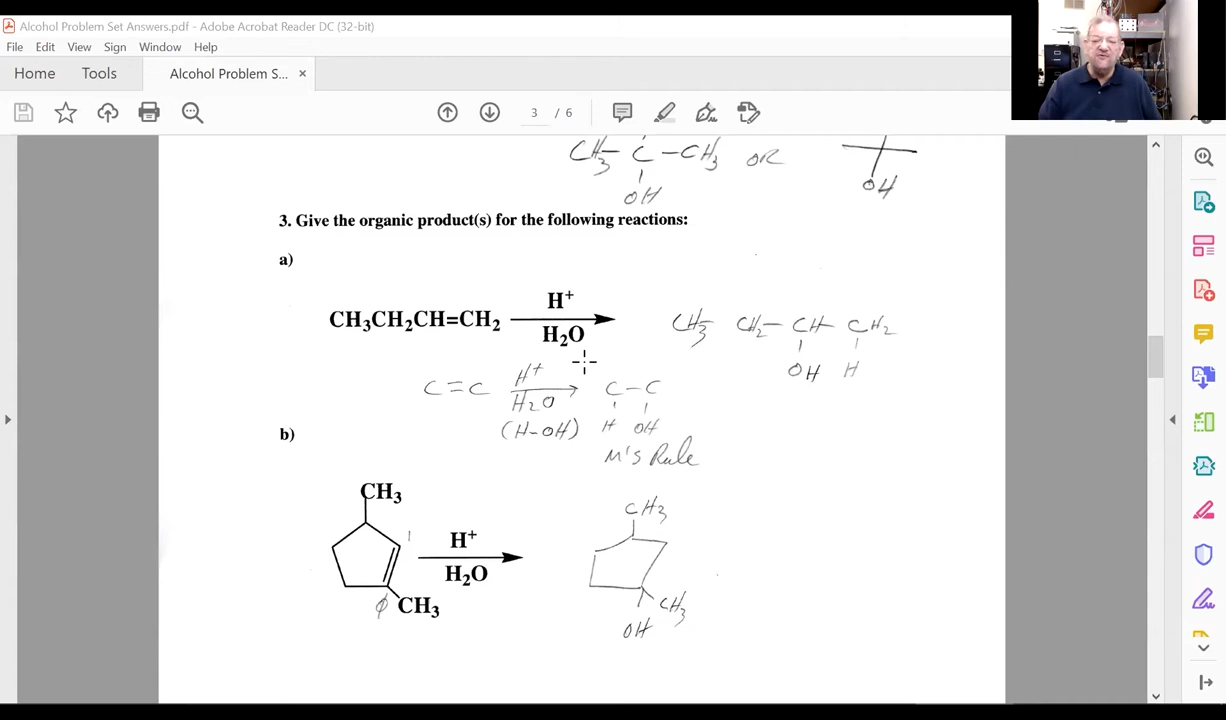 Alcohol Problem Set Answers.pdf - Adobe Acrobat Reader DC (32-bit)
File Edit View Sign Window Help
Home Tools Alcohol Problem S... ×
3 / 6
CH3– C –CH3 OR
OH OH
3. Give the organic product(s) for the following reactions:
a)
H+
CH3CH2CH=CH2 CH3 CH2– CH– CH2
H2O
OH H
C=C H+ C–C
H2O
(H–OH) H OH
M's Rule
b)
CH3 CH3
1
H+
H2O
φ CH3 CH3
OH